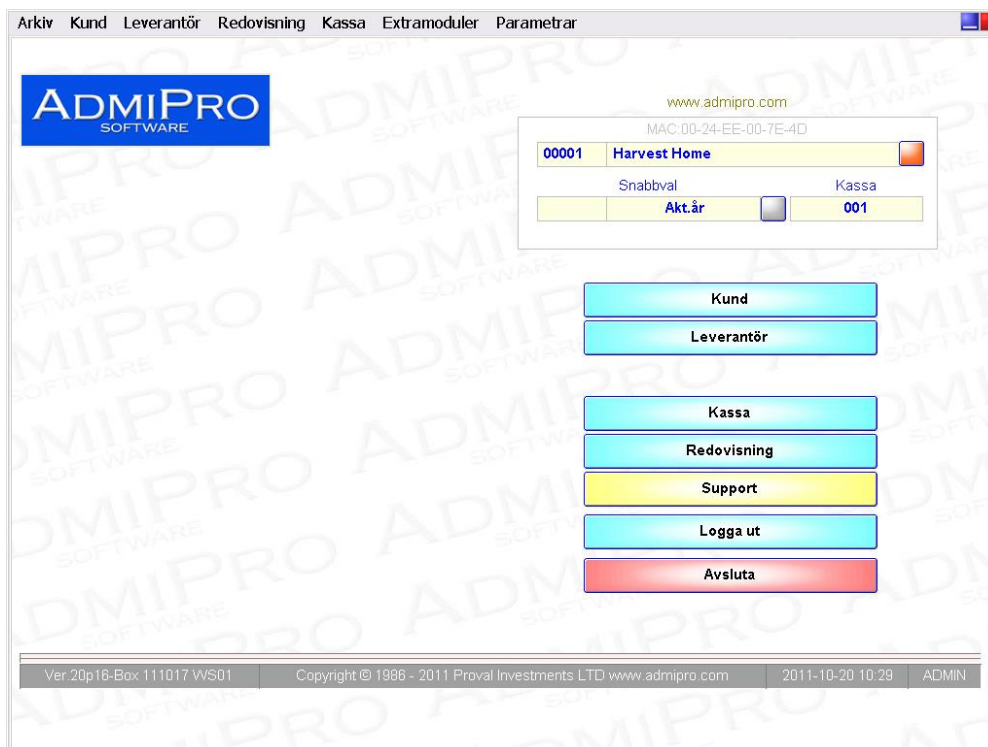 Arkiv Kund Leverantör Redovisning Kassa Extramoduler Parametrar
ADMIPRO
SOFTWARE
www.admipro.com
MAC:00-24-EE-00-7E-4D
00001 Harvest Home
Snabbval Kassa
Akt.år 001
Kund
Leverantör
Kassa
Redovisning
Support
Logga ut
Avsluta
Ver.20p16-Box 111017 WS01 Copyright © 1986 - 2011 Proval Investments LTD www.admipro.com 2011-10-20 10:29 ADMIN